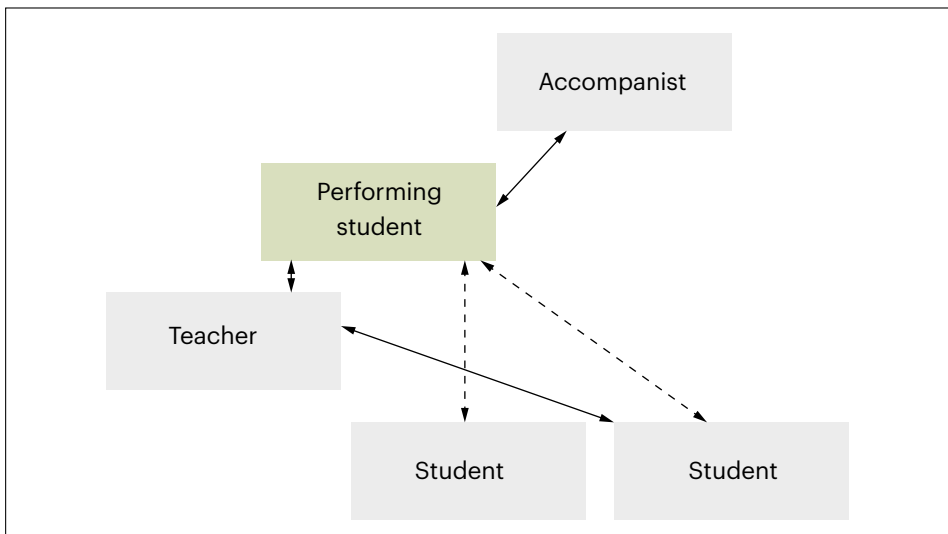 Accompanist
Performing
student
Teacher
Student
Student